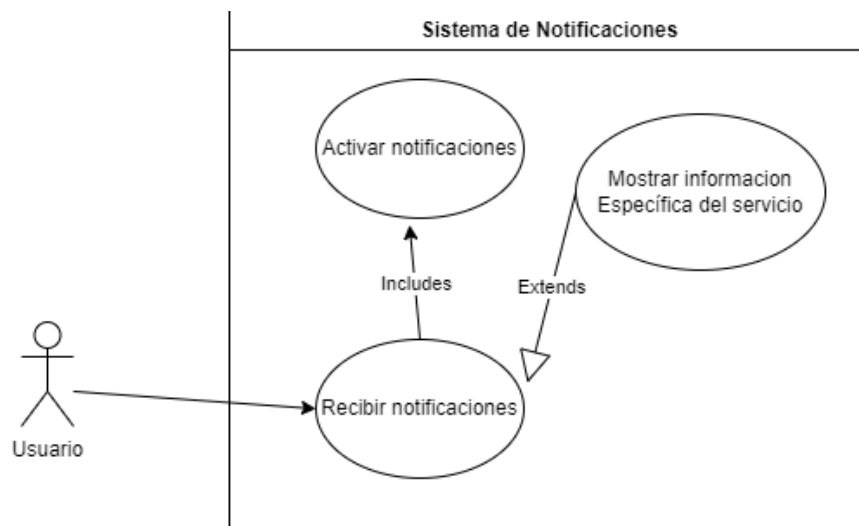 Sistema de Notificaciones
Activar notificaciones
Mostrar informacion
Específica del servicio
Includes
Extends
Recibir notificaciones
Usuario